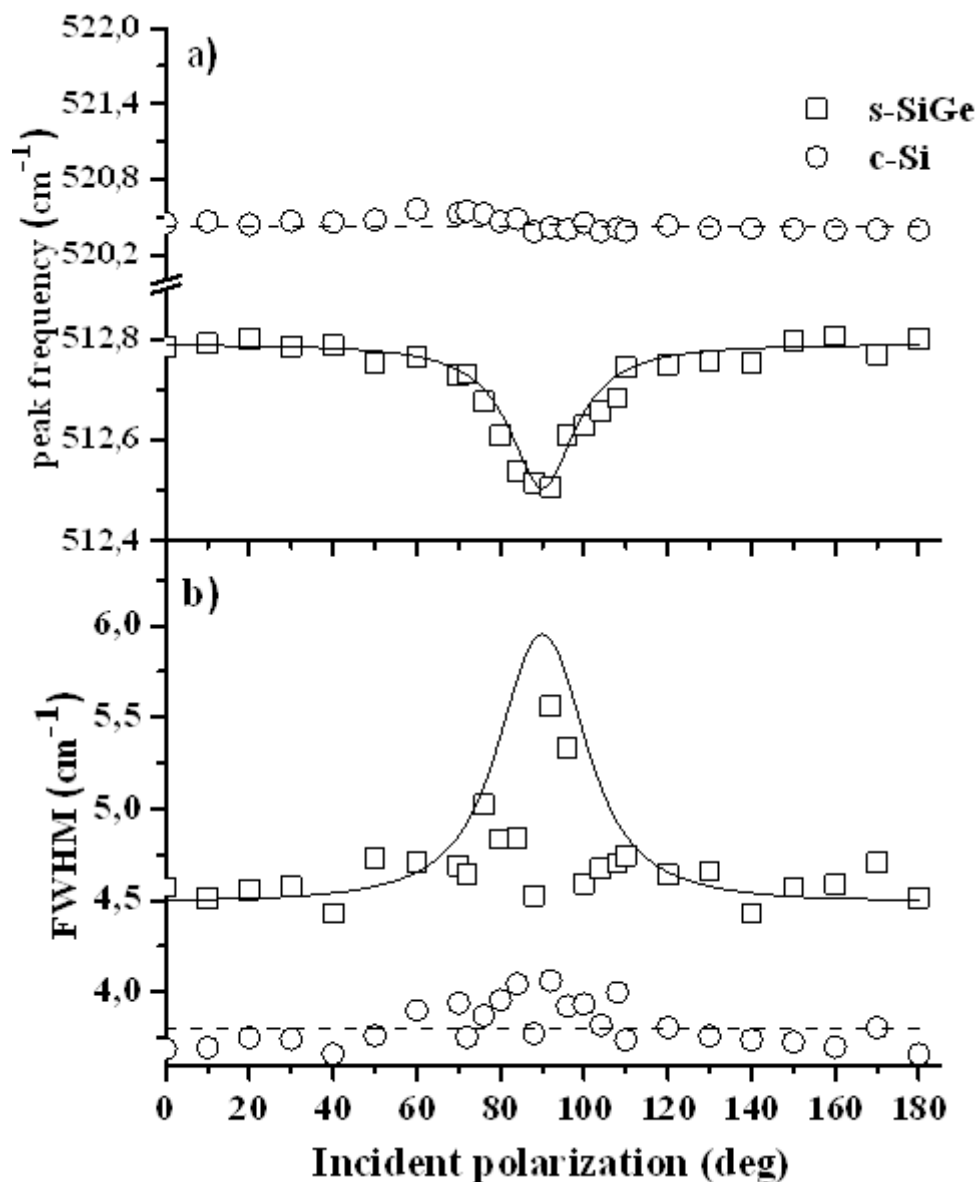 a)
522,0
521,4
520,8
520,2
512,8
512,6
512,4
peak frequency (cm⁻¹)
s-SiGe
c-Si
b)
6,0
5,5
5,0
4,5
4,0
FWHM (cm⁻¹)
0 20 40 60 80 100 120 140 160 180
Incident polarization (deg)